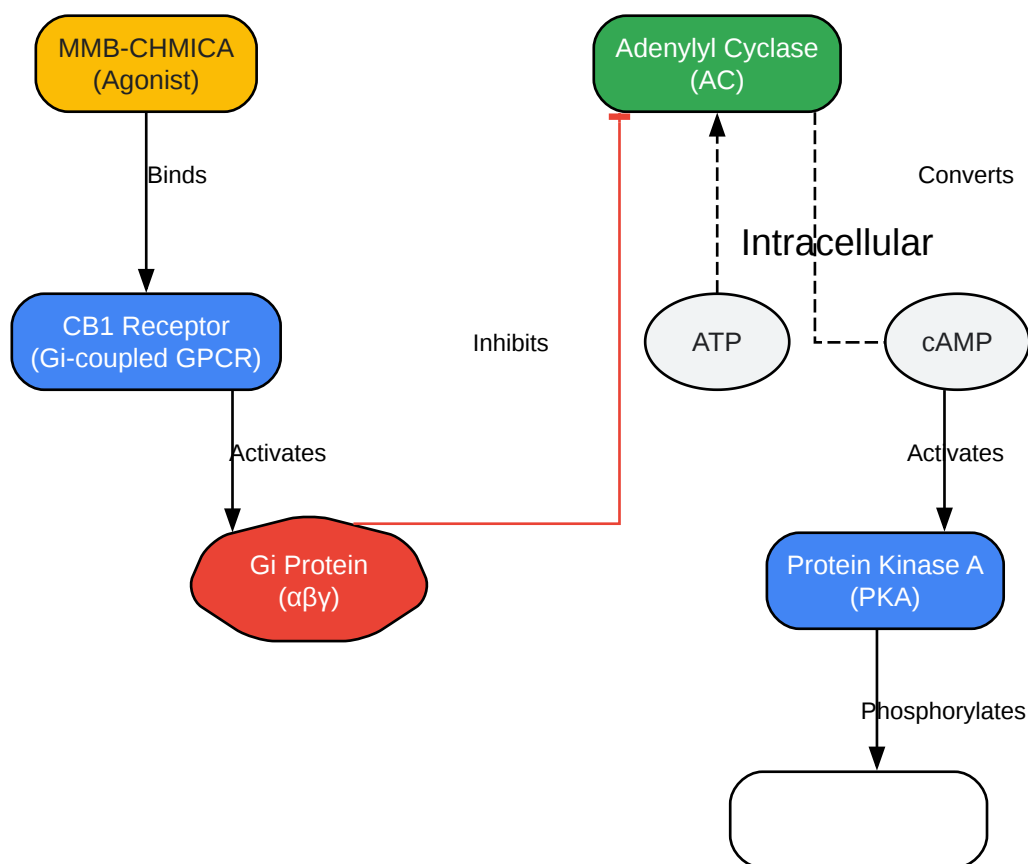 MMB-CHMICA
(Agonist)
Adenylyl Cyclase
(AC)
Binds
Converts
Intracellular
CB1 Receptor
(Gi-coupled GPCR)
Inhibits
ATP
cAMP
Activates
Activates
Gi Protein
(αβγ)
Protein Kinase A
(PKA)
Phosphorylates